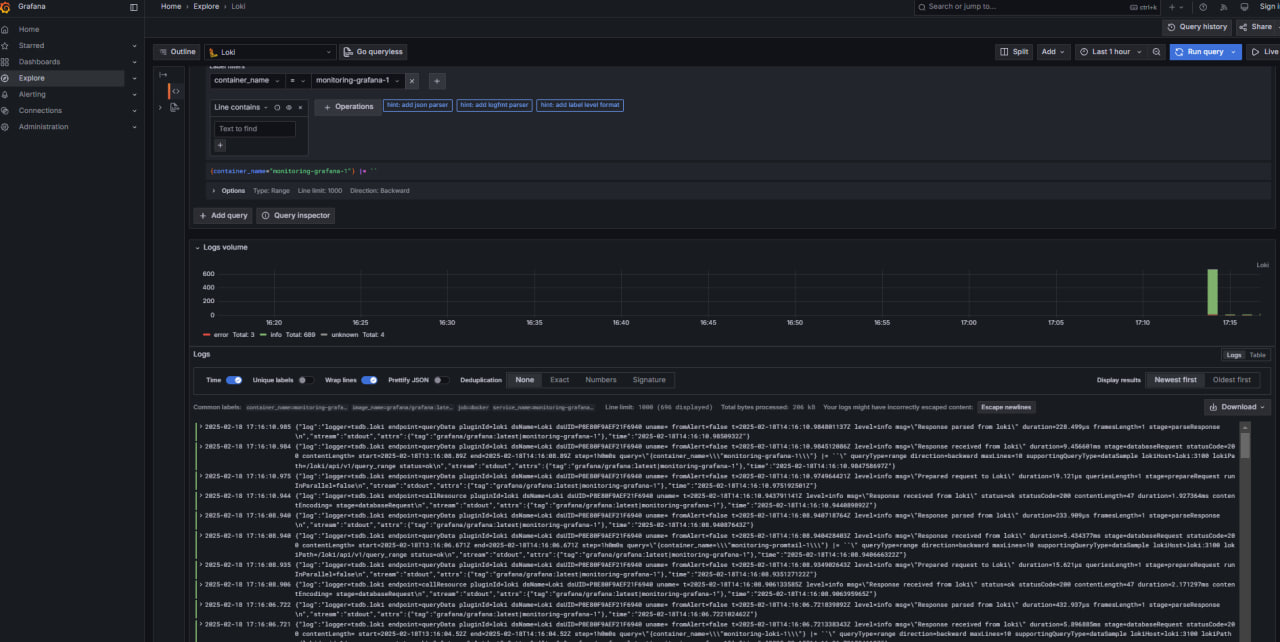 Grafana
Home › Explore › Loki
Search or jump to...
ctrl+k
Sign i
Query history
Share
Home
Starred
Dashboards
Explore
Alerting
Connections
Administration
Outline
Loki
Go queryless
Split
Add
Last 1 hour
Run query
Live
Label filters
container_name
=
monitoring-grafana-1
Line contains
Operations
hint: add json parser
hint: add logfmt parser
hint: add label level format
Text to find
{container_name="monitoring-grafana-1"} |= ``
Options Type: Range Line limit: 1000 Direction: Backward
Add query
Query inspector
Logs volume
Loki
600
400
200
0
16:20 16:25 16:30 16:35 16:40 16:45 16:50 16:55 17:00 17:05 17:10 17:15
error Total: 3 info Total: 689 unknown Total: 4
Logs
Logs Table
Time Unique labels Wrap lines Prettify JSON Deduplication None Exact Numbers Signature
Display results Newest first Oldest first
Common labels: container_name=monitoring-grafa… image_name=grafana/grafana:late… job=docker service_name=monitoring-grafana… Line limit: 1000 (696 displayed) Total bytes processed: 206 kB Your logs might have incorrectly escaped content: Escape newlines
Download
2025-02-18 17:16:10.985 {"log":"logger=tsdb.loki endpoint=queryData pluginId=loki dsName=Loki dsUID=P8E80F9AEF21F6940 uname= fromAlert=false t=2025-02-18T14:16:10.984801137Z level=info msg=\"Response parsed from loki\" duration=228.499µs framesLength=1 stage=parseResponse
\n","stream":"stdout","attrs":{"tag":"grafana/grafana:latest|monitoring-grafana-1"},"time":"2025-02-18T14:16:10.9850932Z"}
2025-02-18 17:16:10.984 {"log":"logger=tsdb.loki endpoint=queryData pluginId=loki dsName=Loki dsUID=P8E80F9AEF21F6940 uname= fromAlert=false t=2025-02-18T14:16:10.984512086Z level=info msg=\"Response received from loki\" duration=9.456601ms stage=databaseRequest statusCode=20
0 contentLength= start=2025-02-18T13:16:08.89Z end=2025-02-18T14:16:08.89Z step=1h0m0s query=\"{container_name=\\\"monitoring-grafana-1\\\"} |= ``\" queryType=range direction=backward maxLines=10 supportingQueryType=dataSample lokiHost=loki:3100 lokiPa
th=/loki/api/v1/query_range status=ok\n","stream":"stdout","attrs":{"tag":"grafana/grafana:latest|monitoring-grafana-1"},"time":"2025-02-18T14:16:10.984758697Z"}
2025-02-18 17:16:10.975 {"log":"logger=tsdb.loki endpoint=queryData pluginId=loki dsName=Loki dsUID=P8E80F9AEF21F6940 uname= fromAlert=false t=2025-02-18T14:16:10.974964421Z level=info msg=\"Prepared request to Loki\" duration=19.121µs queriesLength=1 stage=prepareRequest run
InParallel=false\n","stream":"stdout","attrs":{"tag":"grafana/grafana:latest|monitoring-grafana-1"},"time":"2025-02-18T14:16:10.975192501Z"}
2025-02-18 17:16:10.944 {"log":"logger=tsdb.loki endpoint=callResource pluginId=loki dsName=Loki dsUID=P8E80F9AEF21F6940 uname= t=2025-02-18T14:16:10.943791141Z level=info msg=\"Response received from loki\" status=ok statusCode=200 contentLength=47 duration=1.927364ms co
ntentEncoding= stage=databaseRequest\n","stream":"stdout","attrs":{"tag":"grafana/grafana:latest|monitoring-grafana-1"},"time":"2025-02-18T14:16:10.944089892Z"}
2025-02-18 17:16:08.940 {"log":"logger=tsdb.loki endpoint=queryData pluginId=loki dsName=Loki dsUID=P8E80F9AEF21F6940 uname= fromAlert=false t=2025-02-18T14:16:08.940718764Z level=info msg=\"Response parsed from loki\" duration=233.909µs framesLength=1 stage=parseResponse
\n","stream":"stdout","attrs":{"tag":"grafana/grafana:latest|monitoring-grafana-1"},"time":"2025-02-18T14:16:08.94087643Z"}
2025-02-18 17:16:08.940 {"log":"logger=tsdb.loki endpoint=queryData pluginId=loki dsName=Loki dsUID=P8E80F9AEF21F6940 uname= fromAlert=false t=2025-02-18T14:16:08.940428403Z level=info msg=\"Response received from loki\" duration=5.434377ms stage=databaseRequest statusCode=20
0 contentLength= start=2025-02-18T13:16:06.671Z end=2025-02-18T14:16:06.671Z step=1h0m0s query=\"{container_name=\\\"monitoring-promtail-1\\\"} |= ``\" queryType=range direction=backward maxLines=10 supportingQueryType=dataSample lokiHost=loki:3100 lok
iPath=/loki/api/v1/query_range status=ok\n","stream":"stdout","attrs":{"tag":"grafana/grafana:latest|monitoring-grafana-1"},"time":"2025-02-18T14:16:08.940666322Z"}
2025-02-18 17:16:08.935 {"log":"logger=tsdb.loki endpoint=queryData pluginId=loki dsName=Loki dsUID=P8E80F9AEF21F6940 uname= fromAlert=false t=2025-02-18T14:16:08.934902643Z level=info msg=\"Prepared request to Loki\" duration=15.621µs queriesLength=1 stage=prepareRequest run
InParallel=false\n","stream":"stdout","attrs":{"tag":"grafana/grafana:latest|monitoring-grafana-1"},"time":"2025-02-18T14:16:08.935127122Z"}
2025-02-18 17:16:08.906 {"log":"logger=tsdb.loki endpoint=callResource pluginId=loki dsName=Loki dsUID=P8E80F9AEF21F6940 uname= t=2025-02-18T14:16:08.906133585Z level=info msg=\"Response received from loki\" status=ok statusCode=200 contentLength=47 duration=2.171297ms co
ntentEncoding= stage=databaseRequest\n","stream":"stdout","attrs":{"tag":"grafana/grafana:latest|monitoring-grafana-1"},"time":"2025-02-18T14:16:08.906395965Z"}
2025-02-18 17:16:06.722 {"log":"logger=tsdb.loki endpoint=queryData pluginId=loki dsName=Loki dsUID=P8E80F9AEF21F6940 uname= fromAlert=false t=2025-02-18T14:16:06.721839892Z level=info msg=\"Response parsed from loki\" duration=432.937µs framesLength=1 stage=parseResponse
\n","stream":"stdout","attrs":{"tag":"grafana/grafana:latest|monitoring-grafana-1"},"time":"2025-02-18T14:16:06.72210246Z"}
2025-02-18 17:16:06.721 {"log":"logger=tsdb.loki endpoint=queryData pluginId=loki dsName=Loki dsUID=P8E80F9AEF21F6940 uname= fromAlert=false t=2025-02-18T14:16:06.721338343Z level=info msg=\"Response received from loki\" duration=5.896885ms stage=databaseRequest statusCode=20
0 contentLength= start=2025-02-18T13:16:04.52Z end=2025-02-18T14:16:04.52Z step=1h0m0s query=\"{container_name=\\\"monitoring-loki-1\\\"} |= ``\" queryType=range direction=backward maxLines=10 supportingQueryType=dataSample lokiHost=loki:3100 lokiPath